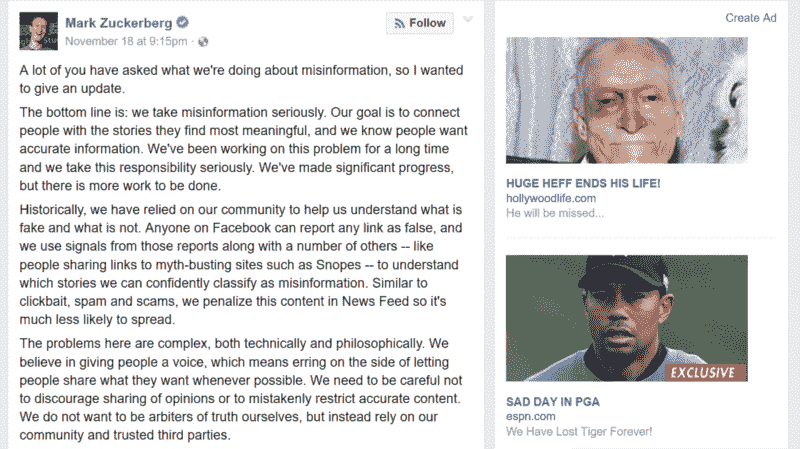 Mark Zuckerberg
Follow
November 18 at 9:15pm ·
A lot of you have asked what we're doing about misinformation, so I wanted
to give an update.
The bottom line is: we take misinformation seriously. Our goal is to connect
people with the stories they find most meaningful, and we know people want
accurate information. We've been working on this problem for a long time
and we take this responsibility seriously. We've made significant progress,
but there is more work to be done.
Historically, we have relied on our community to help us understand what is
fake and what is not. Anyone on Facebook can report any link as false, and
we use signals from those reports along with a number of others -- like
people sharing links to myth-busting sites such as Snopes -- to understand
which stories we can confidently classify as misinformation. Similar to
clickbait, spam and scams, we penalize this content in News Feed so it's
much less likely to spread.
The problems here are complex, both technically and philosophically. We
believe in giving people a voice, which means erring on the side of letting
people share what they want whenever possible. We need to be careful not
to discourage sharing of opinions or to mistakenly restrict accurate content.
We do not want to be arbiters of truth ourselves, but instead rely on our
community and trusted third parties.
Create Ad
HUGE HEFF ENDS HIS LIFE!
hollywoodlife.com
He will be missed...
EXCLUSIVE
SAD DAY IN PGA
espn.com
We Have Lost Tiger Forever!